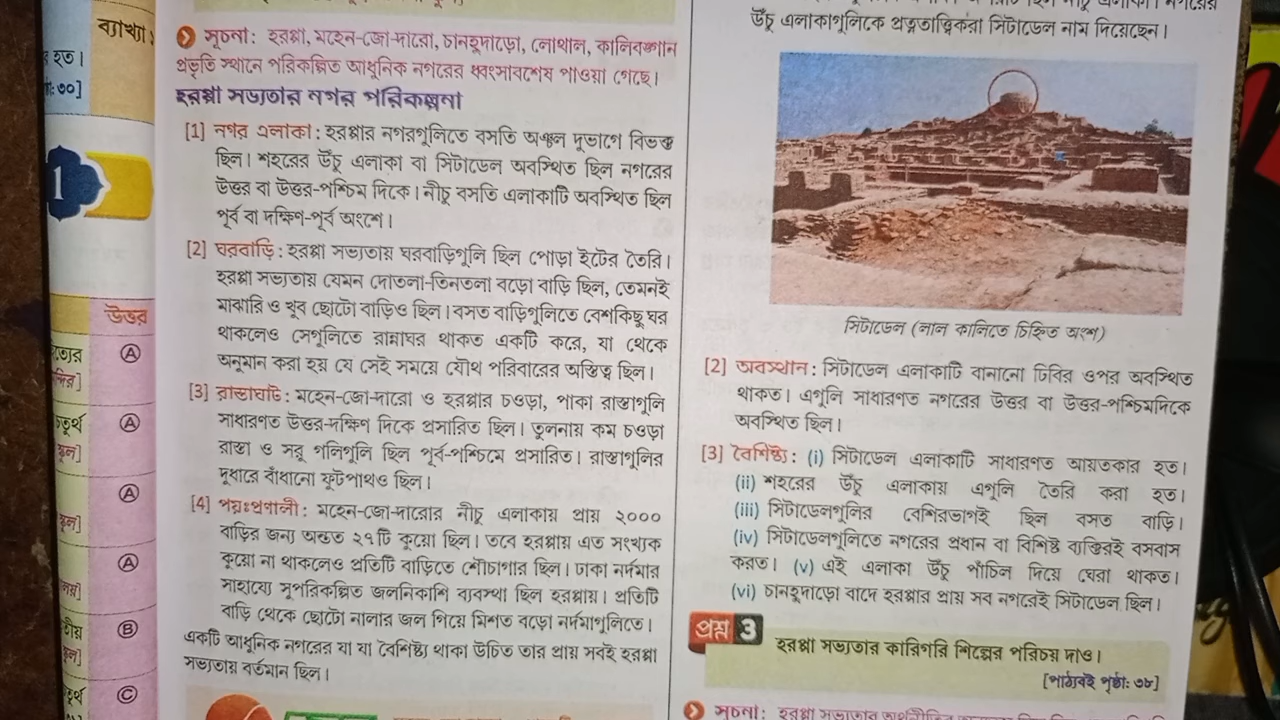 ব্যাখ্যা
হত।
৩০]
1
উত্তর
A
চতুর্থ
A
A
A
B
C
সূচনা: হরপ্পা, মহেন-জো-দারো, চানহুদাড়ো, লোথাল, কালিবঙ্গান
প্রভৃতি স্থানে পরিকল্পিত আধুনিক নগরের ধ্বংসাবশেষ পাওয়া গেছে।
হরপ্পা সভ্যতার নগর পরিকল্পনা
[1] নগর এলাকা: হরপ্পার নগরগুলিতে বসতি অঞ্চল দুভাগে বিভক্ত
ছিল। শহরের উঁচু এলাকা বা সিটাডেল অবস্থিত ছিল নগরের
উত্তর বা উত্তর-পশ্চিম দিকে। নীচু বসতি এলাকাটি অবস্থিত ছিল
পূর্ব বা দক্ষিণ-পূর্ব অংশে।
[2] ঘরবাড়ি: হরপ্পা সভ্যতায় ঘরবাড়িগুলি ছিল পোড়া ইটের তৈরি।
হরপ্পা সভ্যতায় যেমন দোতলা-তিনতলা বড়ো বাড়ি ছিল, তেমনই
মাঝারি ও খুব ছোটো বাড়িও ছিল। বসত বাড়িগুলিতে বেশকিছু ঘর
থাকলেও সেগুলিতে রান্নাঘর থাকত একটি করে, যা থেকে
অনুমান করা হয় যে সেই সময়ে যৌথ পরিবারের অস্তিত্ব ছিল।
[3] রাস্তাঘাট: মহেন-জো-দারো ও হরপ্পার চওড়া, পাকা রাস্তাগুলি
সাধারণত উত্তর-দক্ষিণ দিকে প্রসারিত ছিল। তুলনায় কম চওড়া
রাস্তা ও সরু গলিগুলি ছিল পূর্ব-পশ্চিমে প্রসারিত। রাস্তাগুলির
দুধারে বাঁধানো ফুটপাথও ছিল।
[4] পয়ঃপ্রণালী: মহেন-জো-দারোর নীচু এলাকায় প্রায় ২০০০
বাড়ির জন্য অন্তত ২৭টি কুয়ো ছিল। তবে হরপ্পায় এত সংখ্যক
কুয়ো না থাকলেও প্রতিটি বাড়িতে শৌচাগার ছিল। ঢাকা নর্দমার
সাহায্যে সুপরিকল্পিত জলনিকাশি ব্যবস্থা ছিল হরপ্পায়। প্রতিটি
বাড়ি থেকে ছোটো নালার জল গিয়ে মিশত বড়ো নর্দমাগুলিতে।
একটি আধুনিক নগরের যা যা বৈশিষ্ট্য থাকা উচিত তার প্রায় সবই হরপ্পা
সভ্যতায় বর্তমান ছিল।
উঁচু এলাকাগুলিকে প্রত্নতাত্ত্বিকরা সিটাডেল নাম দিয়েছেন।
সিটাডেল (লাল কালিতে চিহ্নিত অংশ)
[2] অবস্থান: সিটাডেল এলাকাটি বানানো ঢিবির ওপর অবস্থিত
থাকত। এগুলি সাধারণত নগরের উত্তর বা উত্তর-পশ্চিমদিকে
অবস্থিত ছিল।
[3] বৈশিষ্ট্য: (i) সিটাডেল এলাকাটি সাধারণত আয়তকার হত।
(ii) শহরের উঁচু এলাকায় এগুলি তৈরি করা হত।
(iii) সিটাডেলগুলির বেশিরভাগই ছিল বসত বাড়ি।
(iv) সিটাডেলগুলিতে নগরের প্রধান বা বিশিষ্ট ব্যক্তিরাই বসবাস
করত। (v) এই এলাকা উঁচু পাঁচিল দিয়ে ঘেরা থাকত।
(vi) চানহুদাড়ো বাদে হরপ্পার প্রায় সব নগরেই সিটাডেল ছিল।
প্রশ্ন 3
হরপ্পা সভ্যতার কারিগরি শিল্পের পরিচয় দাও।
[পাঠ্যবই পৃষ্ঠা: ৩৮]
সূচনা: হরপ্পা সভ্যতার অর্থনীতির